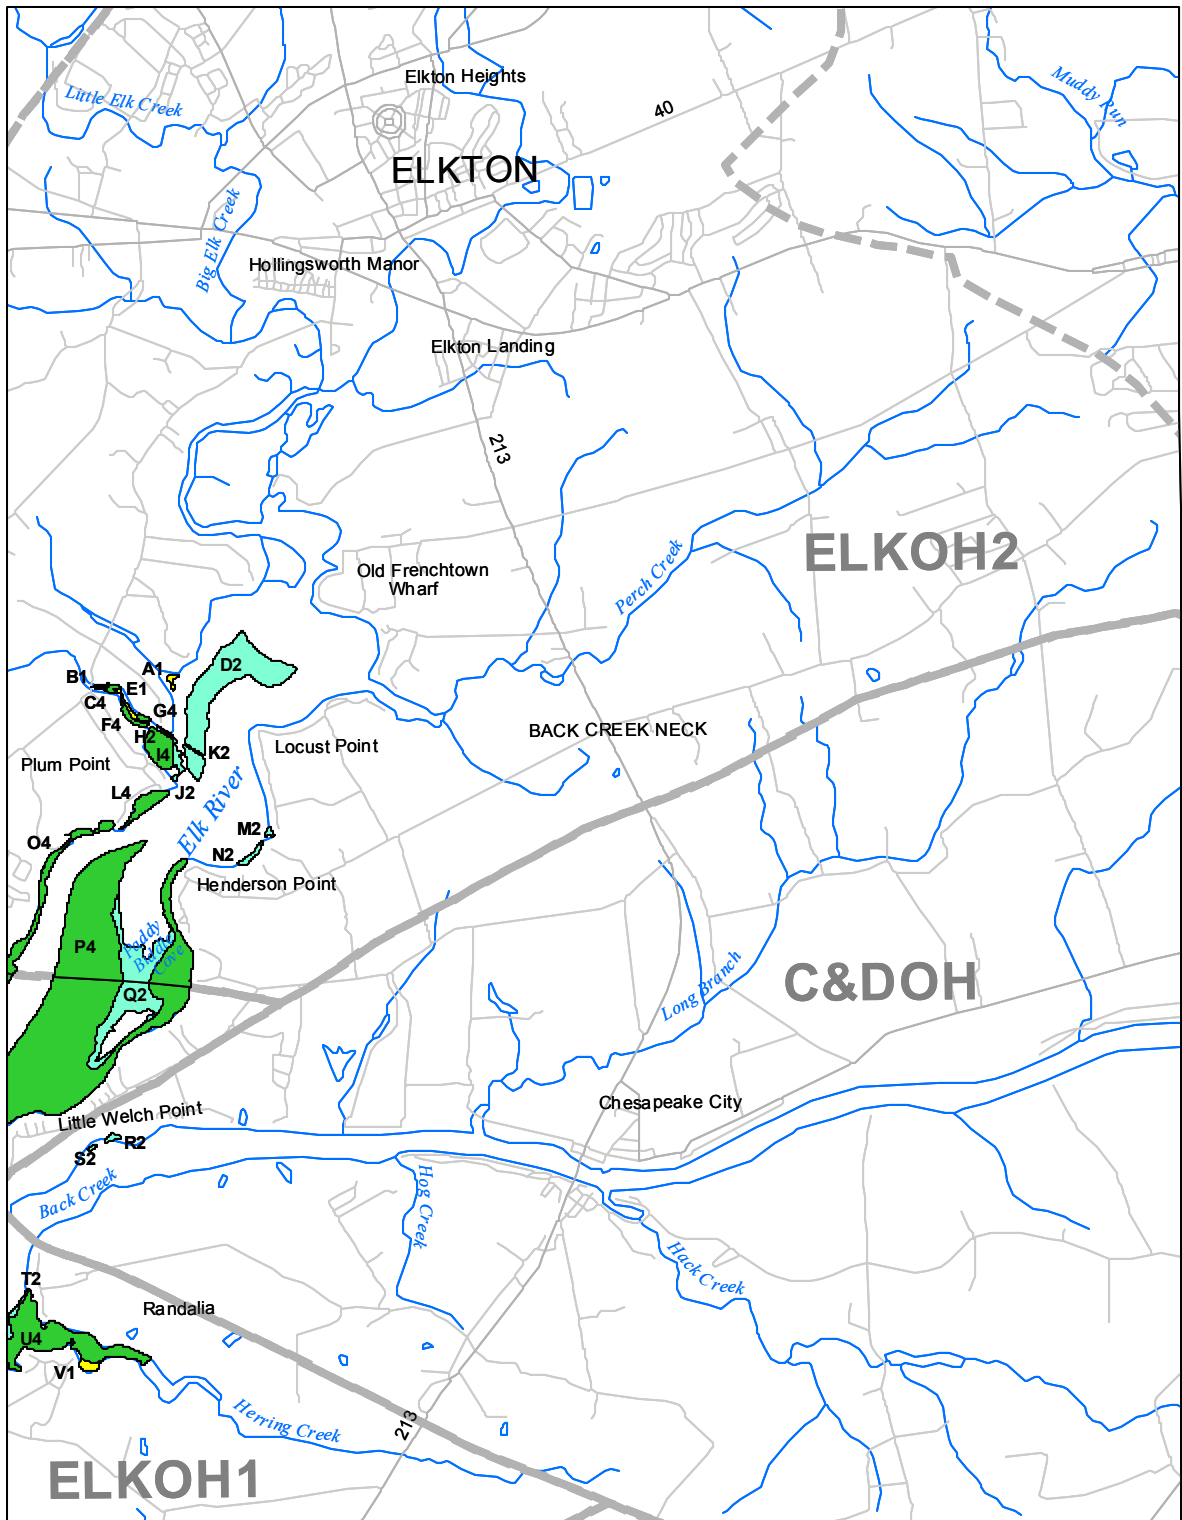 Elkton Heights
Little Elk Creek
Muddy Run
40
ELKTON
Big Elk Creek
Hollingsworth Manor
Elkton Landing
213
ELKOH2
Old Frenchtown
Wharf
Perch Creek
A1
D2
B1
E1
C4
G4
F4
H2
I4
K2
BACK CREEK NECK
Locust Point
Plum Point
L4
J2
Elk River
M2
O4
N2
Henderson Point
P4
Paddy
Biddle
Cove
Q2
C&DOH
Long Branch
Chesapeake City
Little Welch Point
R2
S2
Back Creek
Hog Creek
Hack Creek
T2
Randalia
U4
V1
Herring Creek
213
ELKOH1